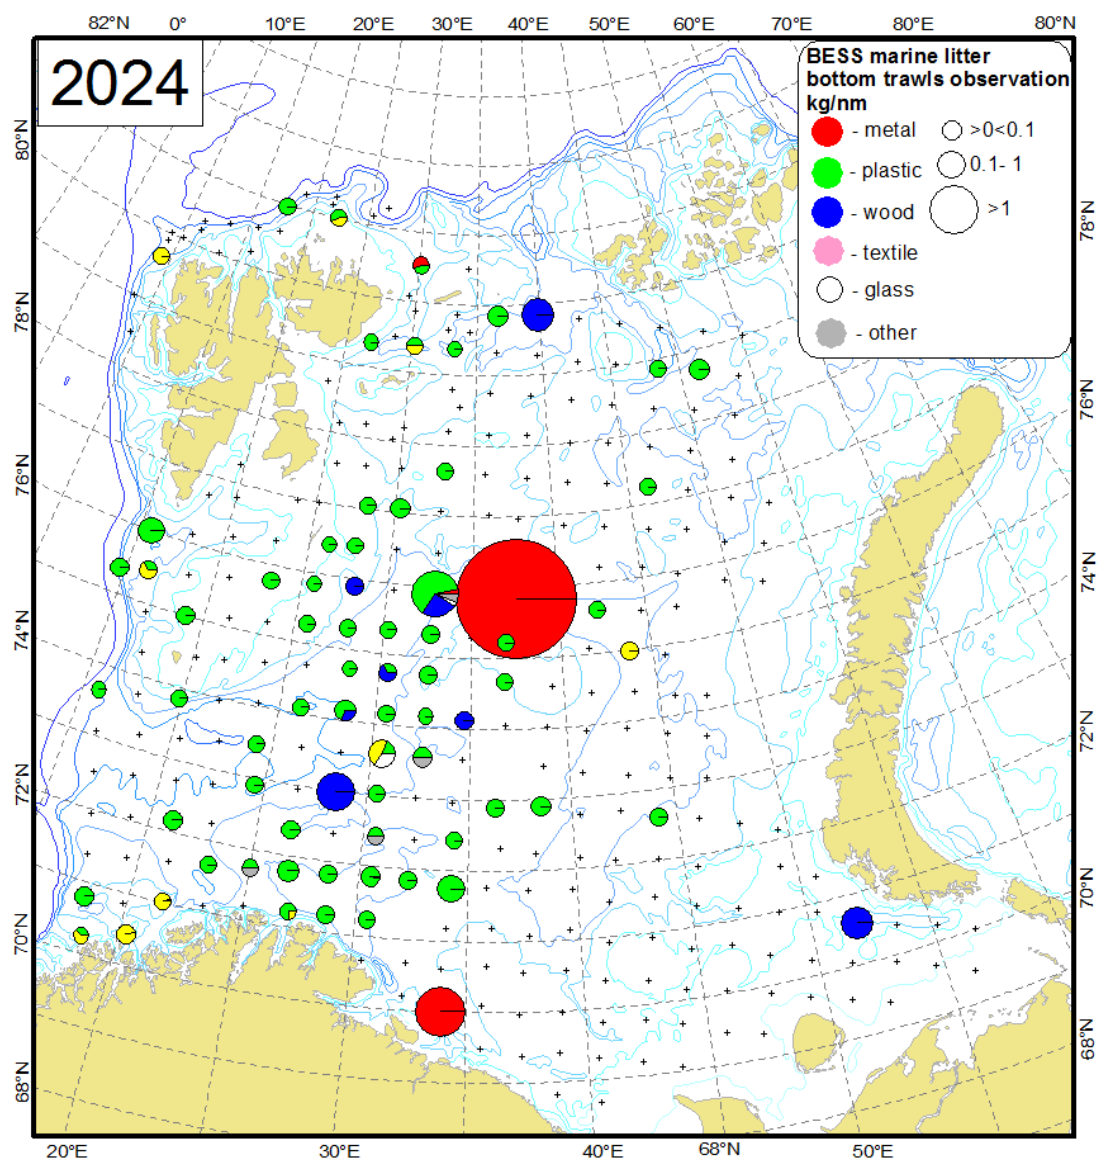 82°N 0° 10°E 20°E 30°E 40°E 50°E 60°E 70°E 80°E 80°N
2024
BESS marine litter
bottom trawls observation
kg/nm
- metal >0<0.1
- plastic 0.1- 1
- wood >1
- textile
- glass
- other
80°N
78°N
76°N
74°N
72°N
70°N
68°N
78°N
76°N
74°N
72°N
70°N
68°N
20°E 30°E 40°E 68°N 50°E